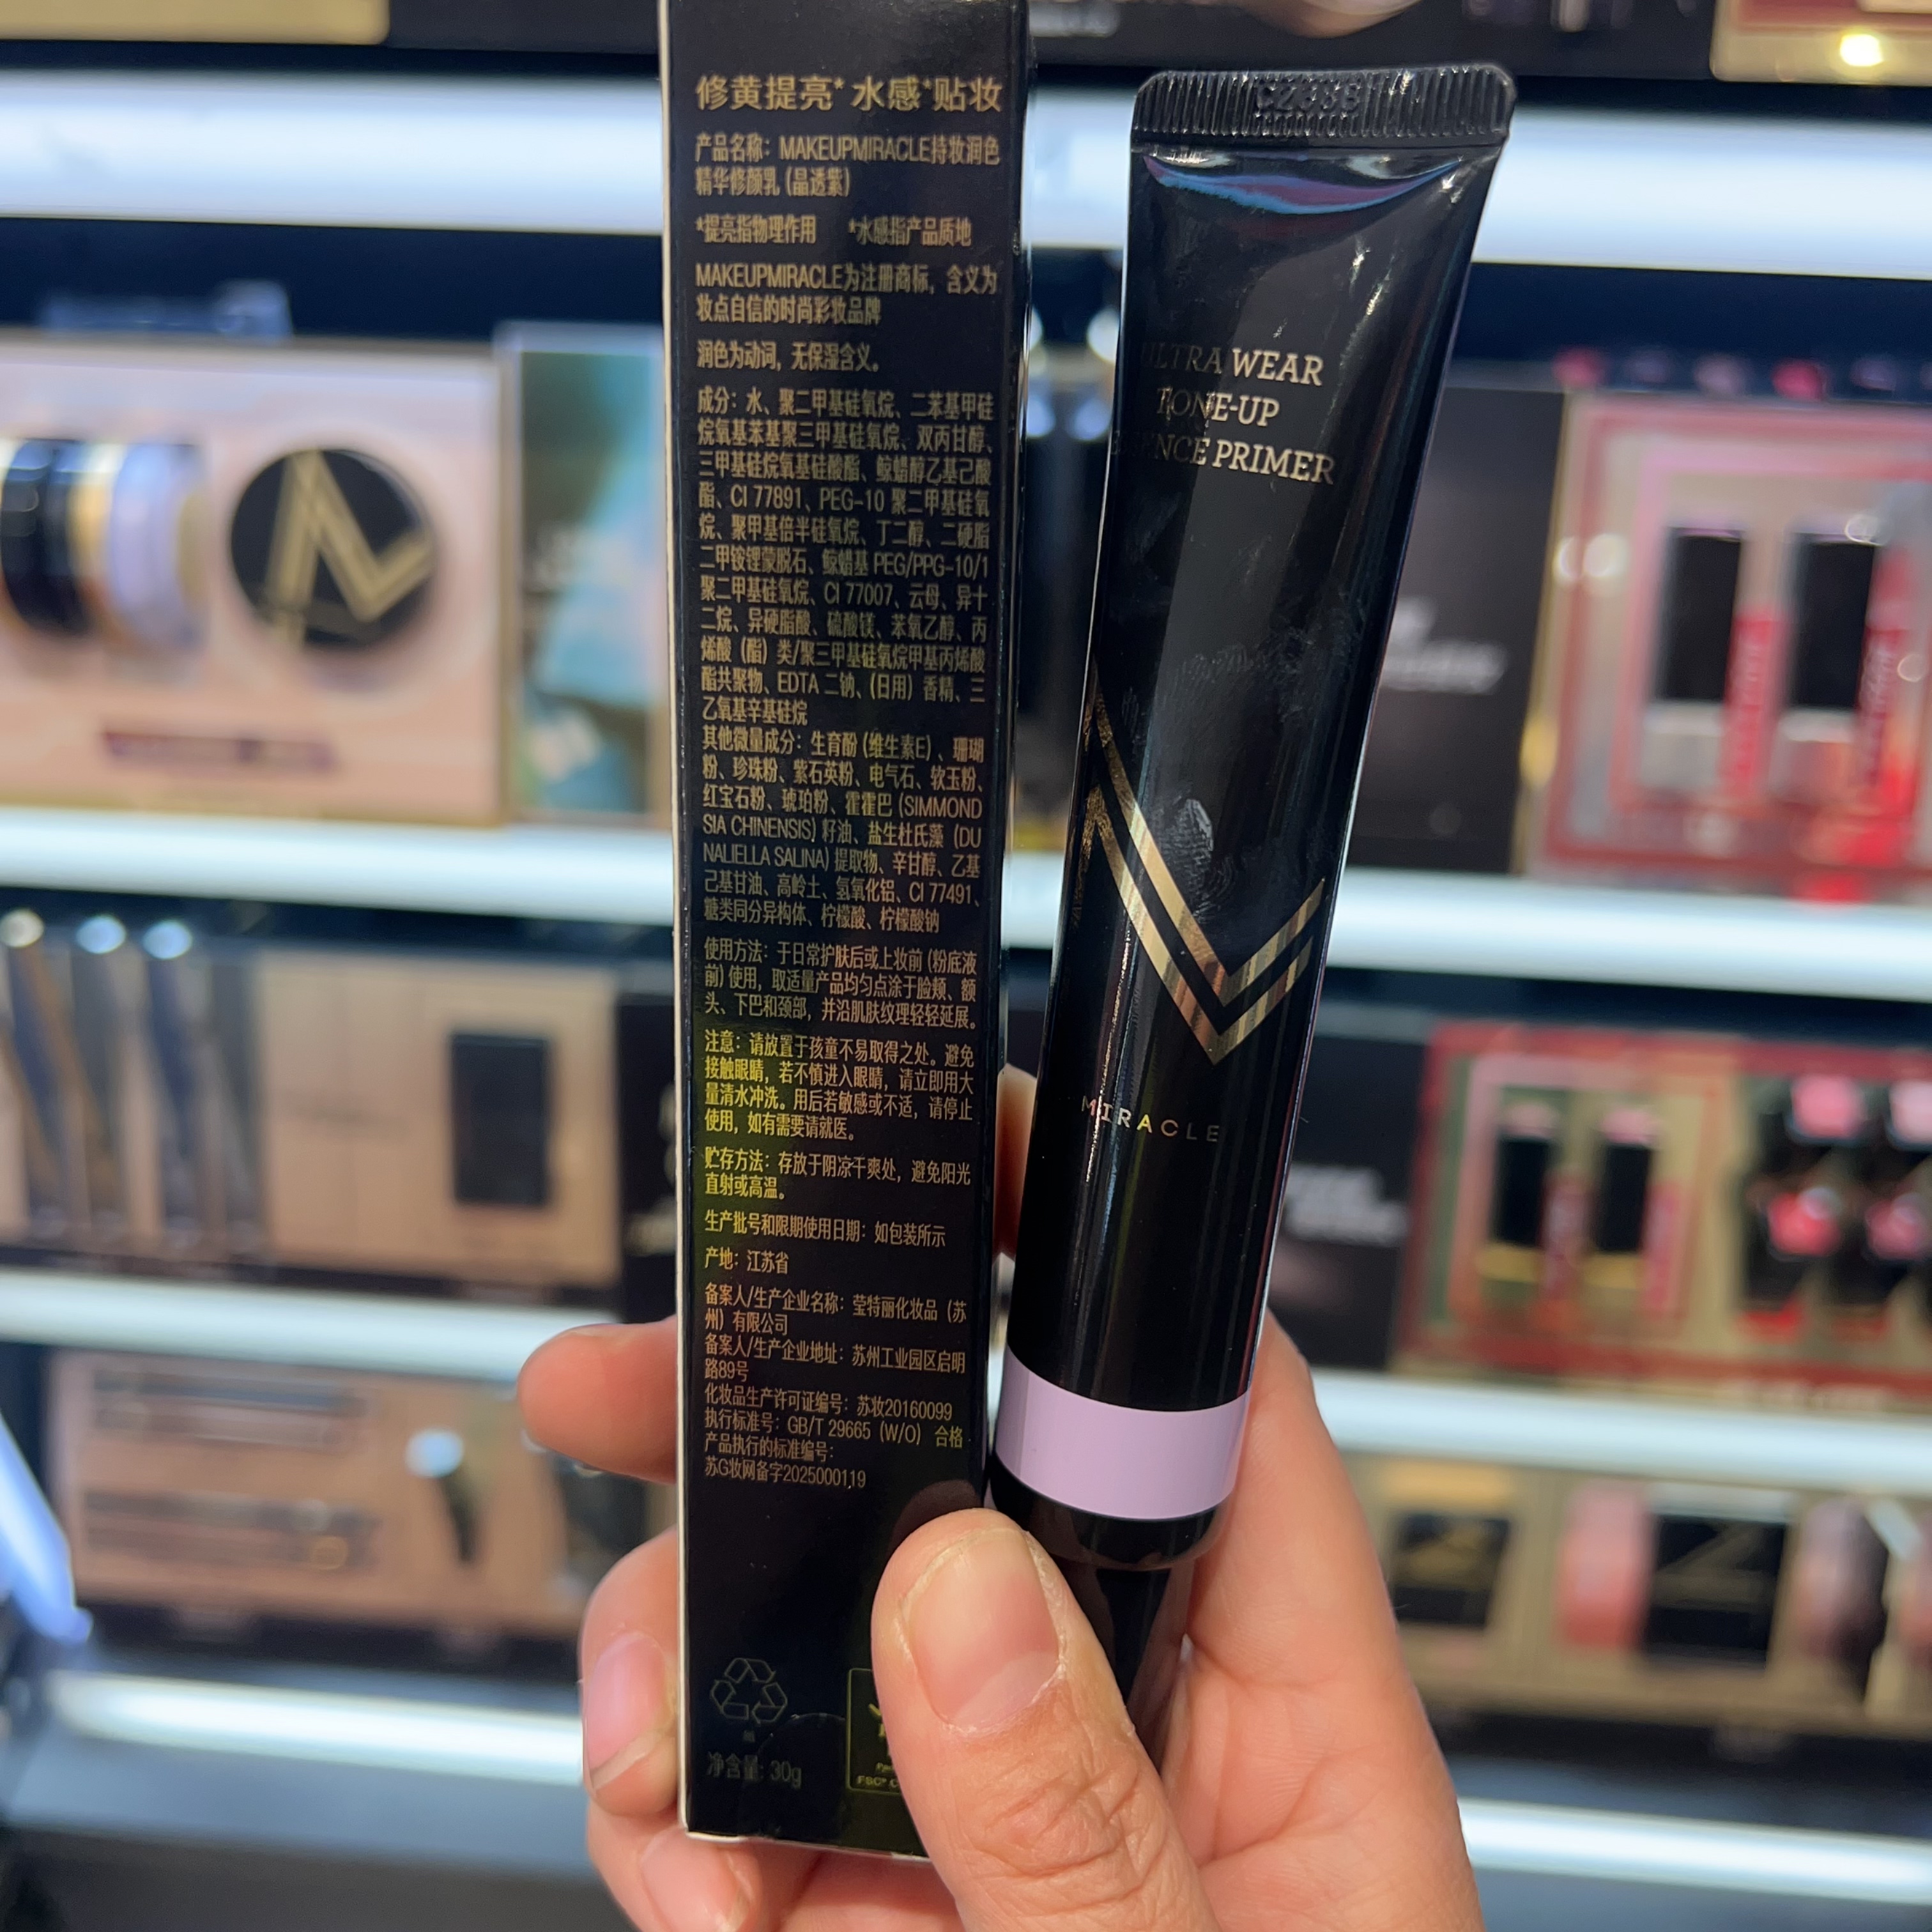 修黄提亮* 水感*贴妆
产品名称：MAKEUPMIRACLE持妆润色
精华修颜乳 (晶透紫)
*提亮指物理作用 *水感指产品质地
MAKEUPMIRACLE为注册商标，含义为
妆点自信的时尚彩妆品牌
润色为动词，无保湿含义。
成分：水、聚二甲基硅氧烷、二苯基甲硅
烷氧基苯基聚三甲基硅氧烷、双丙甘醇、
三甲基硅烷氧基硅酸酯、鲸蜡醇乙基己酸
酯、CI 77891、PEG-10 聚二甲基硅氧
烷、聚甲基倍半硅氧烷、丁二醇、二硬脂
二甲铵锂蒙脱石、鲸蜡基 PEG/PPG-10/1
聚二甲基硅氧烷、CI 77007、云母、异十
二烷、异硬脂酸、硫酸镁、苯氧乙醇、丙
烯酸（酯）类/聚三甲基硅氧烷甲基丙烯酸
酯共聚物、EDTA 二钠、(日用）香精、三
乙氧基辛基硅烷
其他微量成分：生育酚 (维生素E)、珊瑚
粉、珍珠粉、紫石英粉、电气石、软玉粉、
红宝石粉、琥珀粉、霍霍巴 (SIMMOND
SIA CHINENSIS) 籽油、盐生杜氏藻（DU
NALIELLA SALINA) 提取物、辛甘醇、乙基
己基甘油、高岭土、氢氧化铝、CI 77491、
糖类同分异构体、柠檬酸、柠檬酸钠
使用方法：于日常护肤后或上妆前 (粉底液
前) 使用，取适量产品均匀点涂于脸颊、额
头、下巴和颈部，并沿肌肤纹理轻轻延展。
注意：请放置于孩童不易取得之处。避免
接触眼睛，若不慎进入眼睛，请立即用大
量清水冲洗。用后若敏感或不适，请停止
使用，如有需要请就医。
贮存方法：存放于阴凉干爽处，避免阳光
直射或高温。
生产批号和限期使用日期：如包装所示
产地：江苏省
备案人/生产企业名称：莹特丽化妆品（苏
州）有限公司
备案人/生产企业地址：苏州工业园区启明
路89号
化妆品生产许可证编号：苏妆20160099
执行标准号：GB/T 29665（W/O） 合格
产品执行的标准编号：
苏G妆网备字2025000119
净含量: 30g
ULTRA WEAR
TONE-UP
ESSENCE PRIMER
MIRACLE